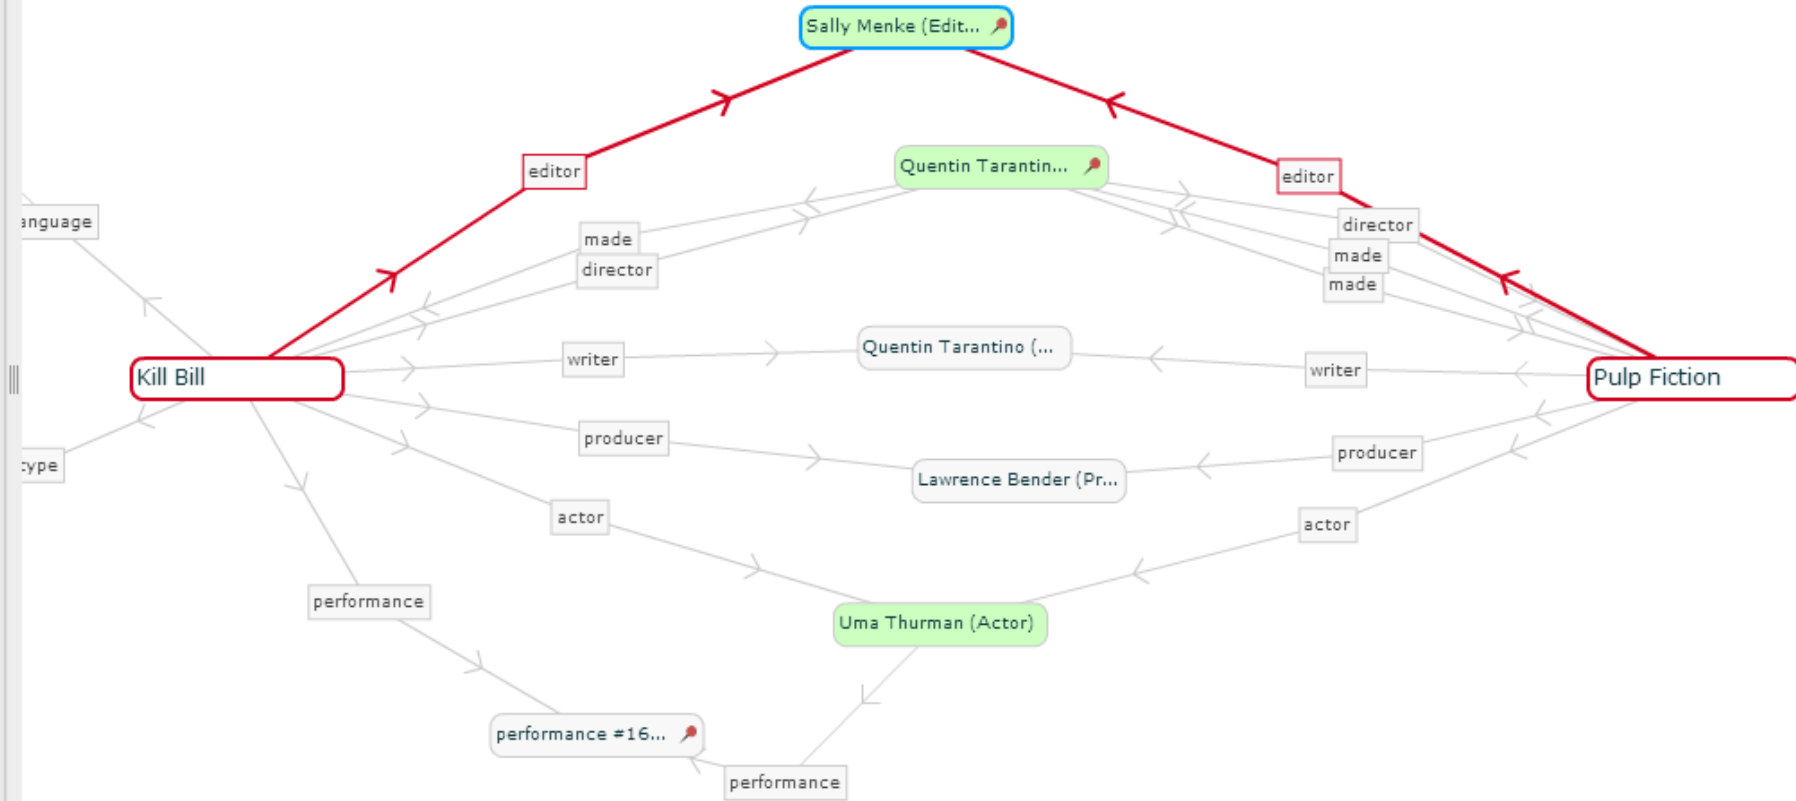 Sally Menke (Edit...
editor
editor
Quentin Tarantin...
anguage
made
director
director
made
made
Quentin Tarantino (...
writer
writer
Kill Bill
Pulp Fiction
producer
producer
type
Lawrence Bender (Pr...
actor
actor
performance
Uma Thurman (Actor)
performance #16...
performance